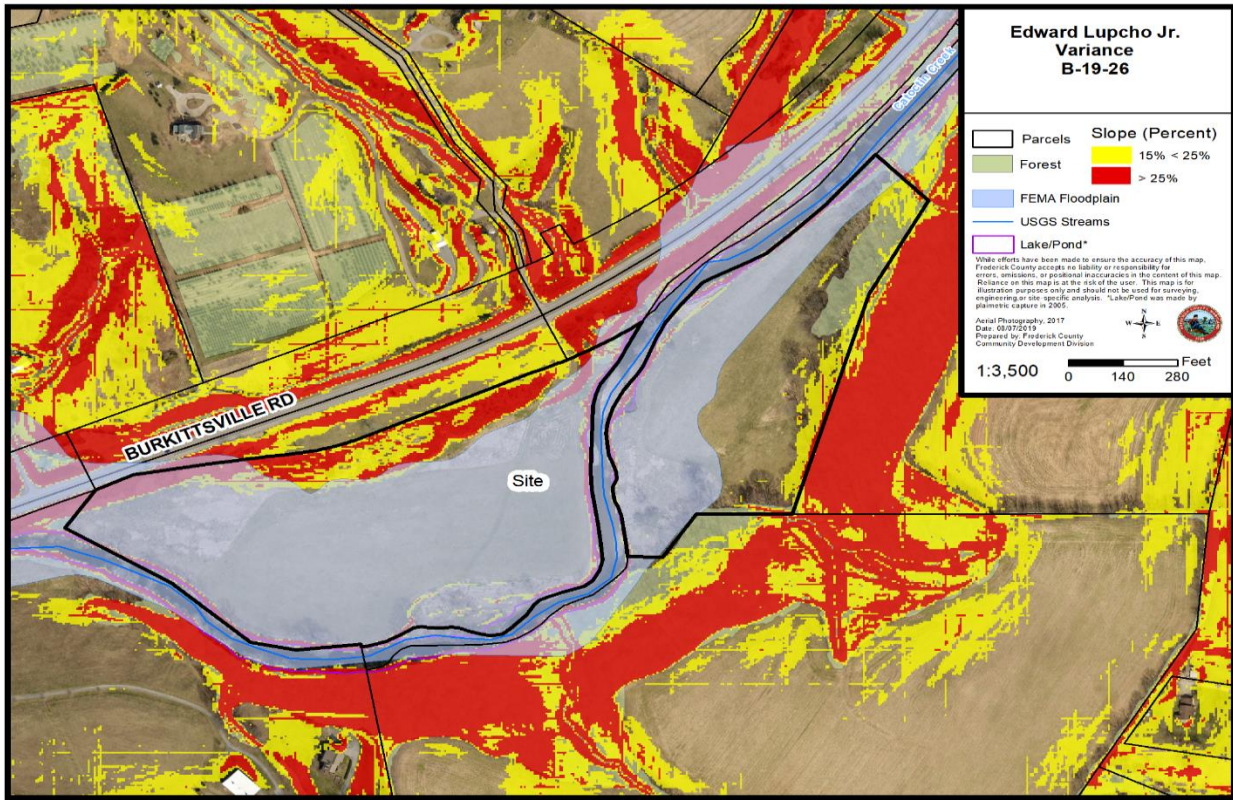 Edward Lupcho Jr.
Variance
B-19-26
Parcels
Forest
FEMA Floodplain
USGS Streams
Lake/Pond*
Slope (Percent)
15% < 25%
> 25%
While efforts have been made to ensure the accuracy of this map,
Frederick County accepts no liability or responsibility for
errors, omissions, or positional inaccuracies in the content of this map.
Reliance on this map is at the risk of the user. This map is for
illustration purposes only and should not be used for surveying,
engineering,or site-specific analysis. *Lake/Pond was made by
planimetric capture in 2005.
Aerial Photography, 2017
Date: 08/07/2019
Prepared by: Frederick County
Community Development Division
N
W E
S
1:3,500
Feet
0 140 280
Catoctin Creek
BURKITTSVILLE RD
Site